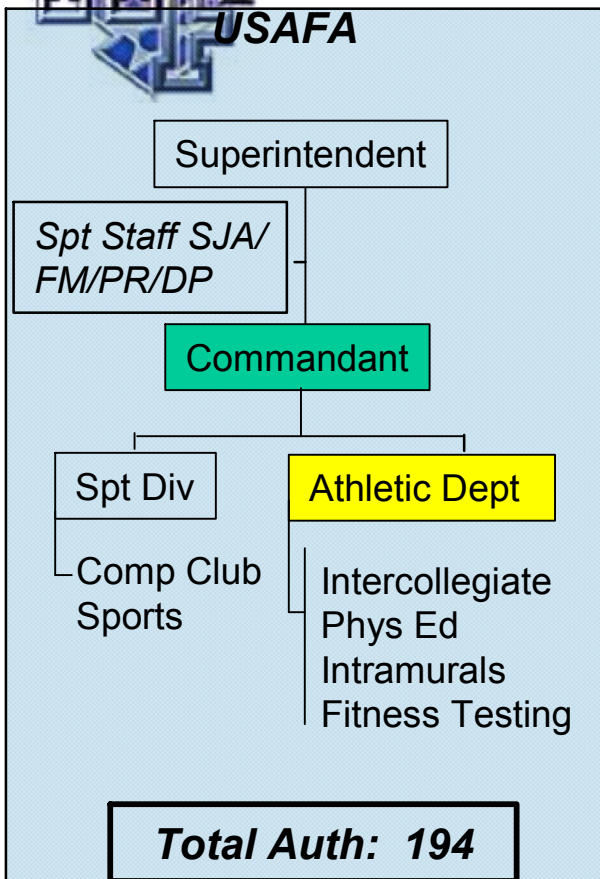 USAFA
Superintendent
Spt Staff SJA/
FM/PR/DP
Commandant
Spt Div
Athletic Dept
Comp Club
Sports
Intercollegiate
Phys Ed
Intramurals
Fitness Testing
Total Auth: 194